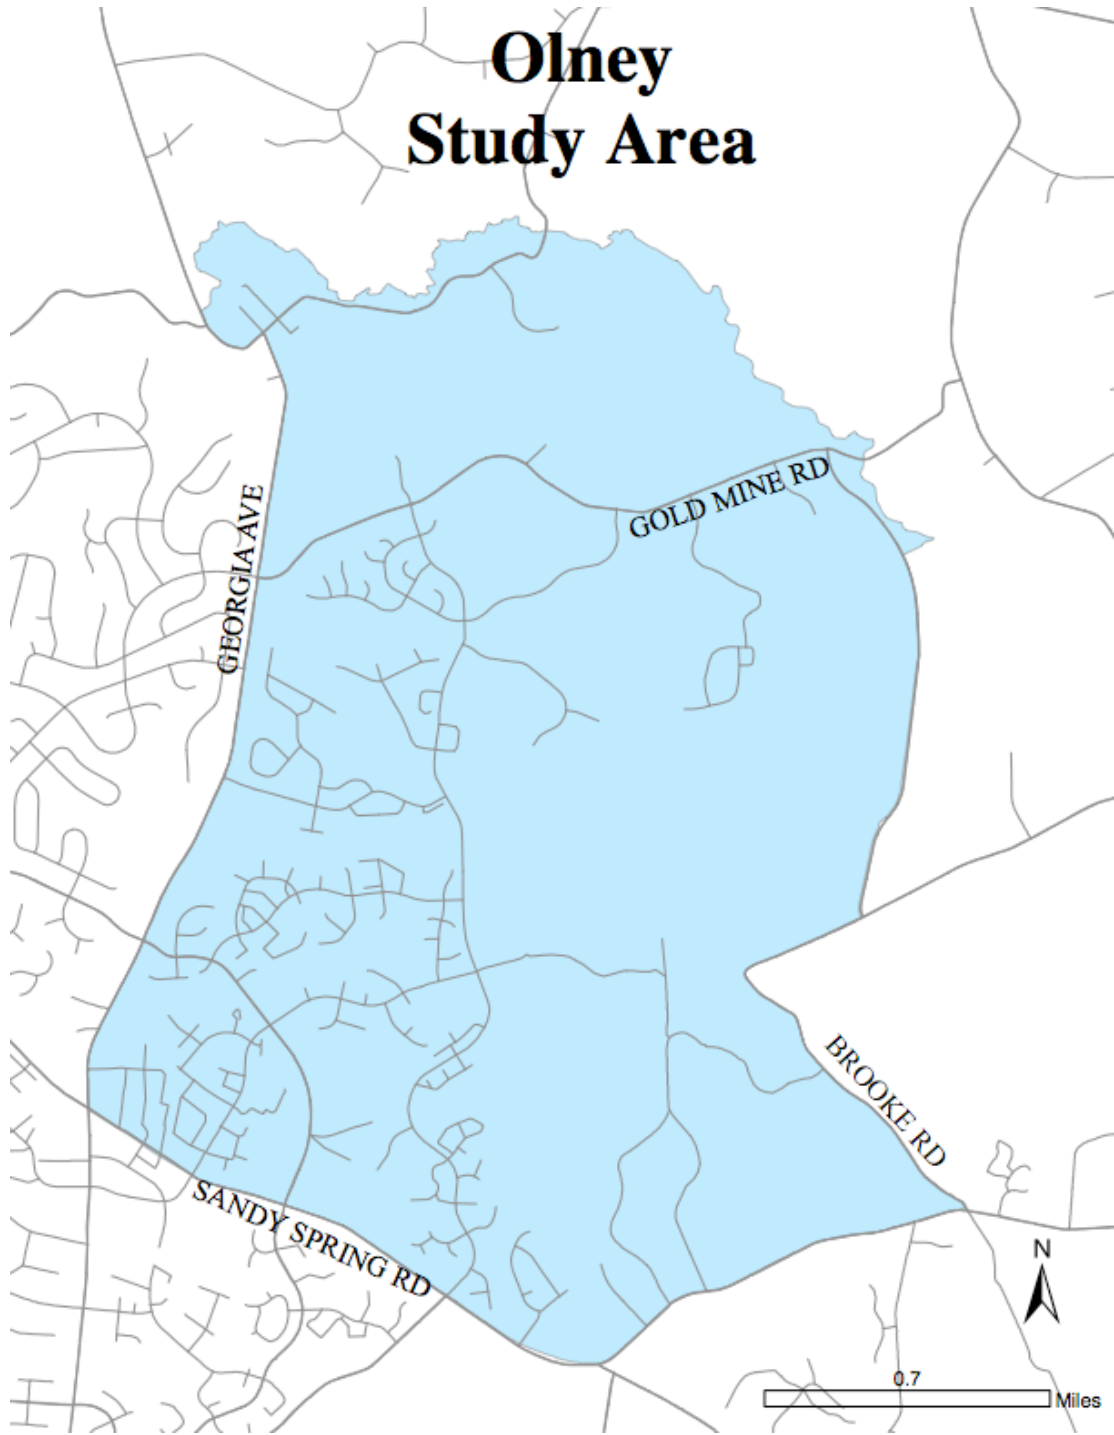 Olney
Study Area
GEORGIA AVE
GOLD MINE RD
BROOKE RD
SANDY SPRING RD
N
0.7
Miles